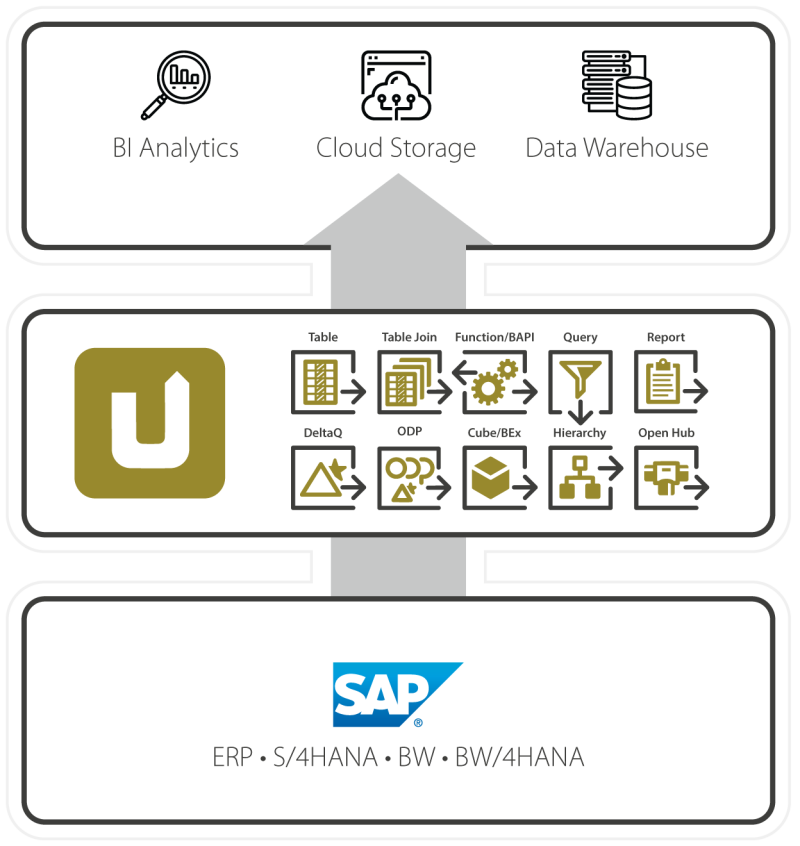 BI Analytics
Cloud Storage
Data Warehouse
Table
Table Join
Function/BAPI
Query
Report
DeltaQ
ODP
Cube/BEx
Hierarchy
Open Hub
SAP®
ERP • S/4HANA • BW • BW/4HANA